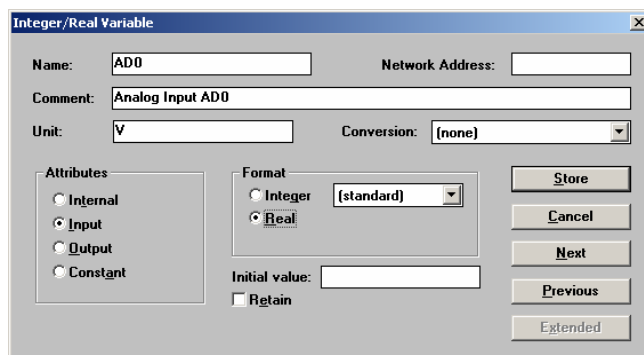 Integer/Real Variable
Name: AD0 Network Address:
Comment: Analog Input AD0
Unit: V Conversion: (none)
Attributes
Internal
Input
Output
Constant
Format
Integer (standard)
Real
Initial value:
Retain
Store
Cancel
Next
Previous
Extended